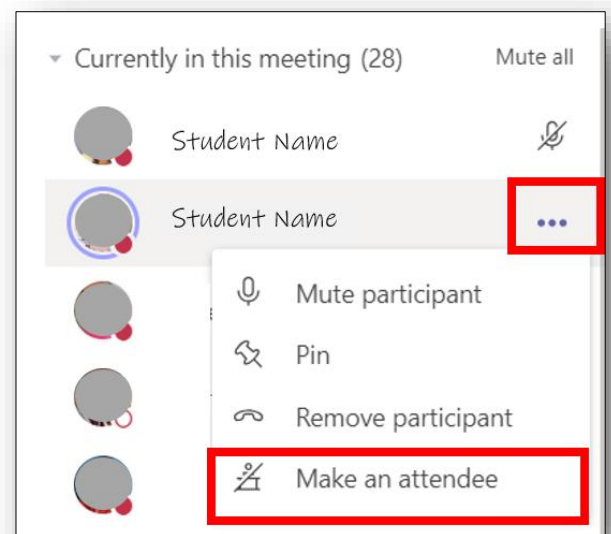 Currently in this meeting (28) Mute all
Student Name
Student Name
Mute participant
Pin
Remove participant
Make an attendee